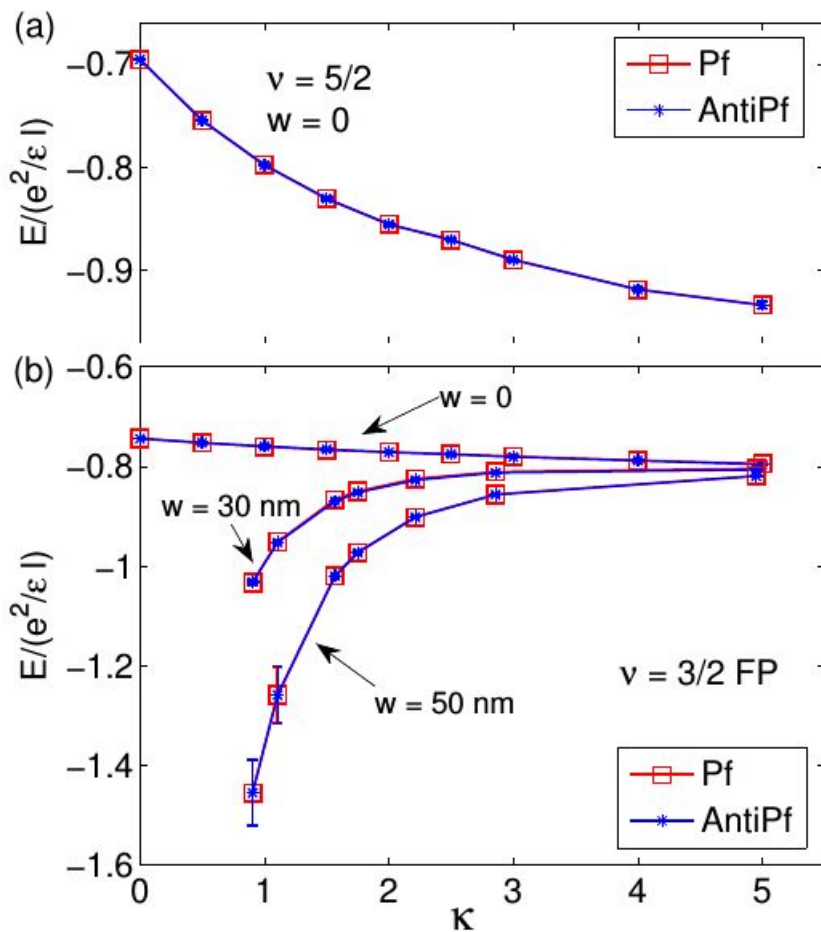 (a)
−0.7
−0.8
−0.9
E/(e²/ε l)
ν = 5/2
w = 0
Pf
AntiPf
(b)
−0.6
−0.8
−1
−1.2
−1.4
−1.6
E/(e²/ε l)
w = 0
w = 30 nm
w = 50 nm
ν = 3/2 FP
Pf
AntiPf
0 1 2 3 4 5
κ